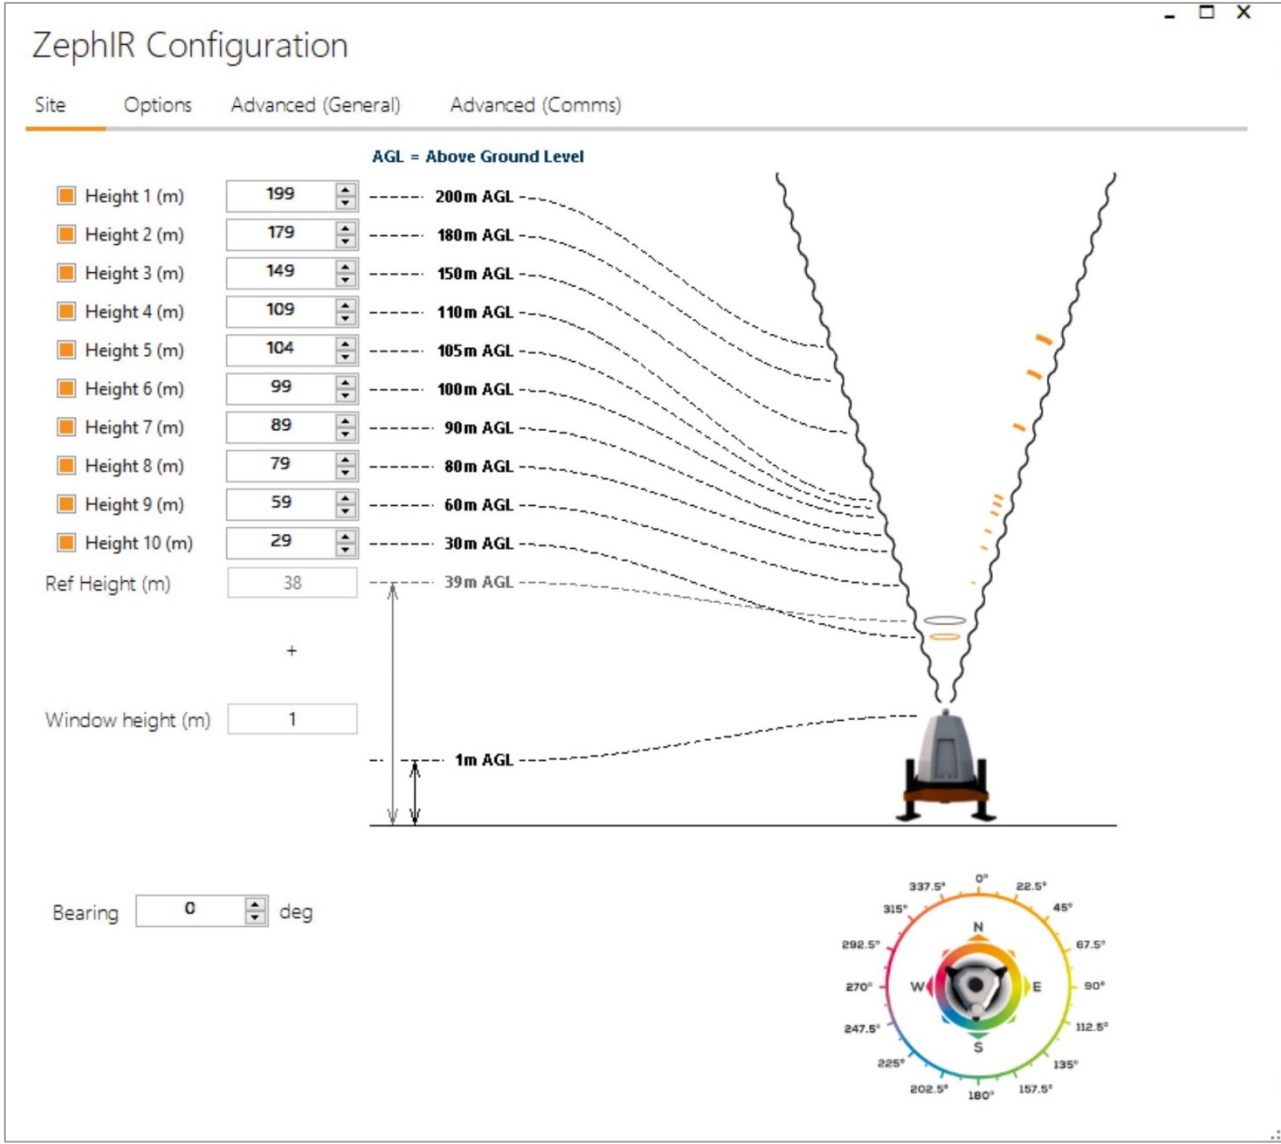 ZephIR Configuration
Site Options Advanced (General) Advanced (Comms)
AGL = Above Ground Level
Height 1 (m) 199 200m AGL
Height 2 (m) 179 180m AGL
Height 3 (m) 149 150m AGL
Height 4 (m) 109 110m AGL
Height 5 (m) 104 105m AGL
Height 6 (m) 99 100m AGL
Height 7 (m) 89 90m AGL
Height 8 (m) 79 80m AGL
Height 9 (m) 59 60m AGL
Height 10 (m) 29 30m AGL
Ref Height (m) 38 39m AGL
+
Window height (m) 1
1m AGL
Bearing 0 deg
0°
337.5° 22.5°
315° 45°
N
292.5° 67.5°
270° W E 90°
247.5° 112.5°
S
225° 135°
202.5° 180° 157.5°